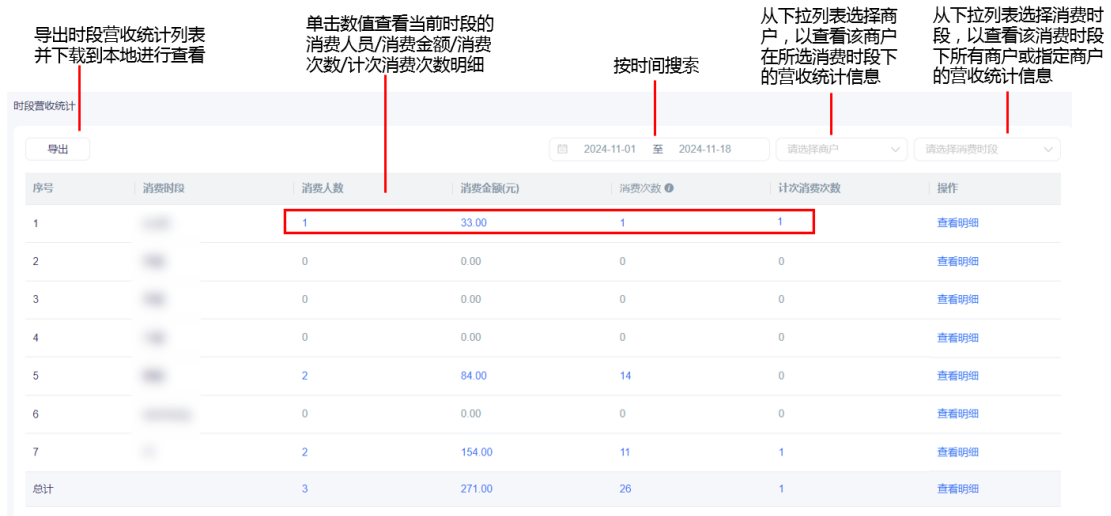 导出时段营收统计列表
并下载到本地进行查看
单击数值查看当前时段的
消费人员/消费金额/消费
次数/计次消费次数明细
按时间搜索
从下拉列表选择商
户，以查看该商户
在所选消费时段下
的营收统计信息
从下拉列表选择消费时
段，以查看该消费时段
下所有商户或指定商户
的营收统计信息
时段营收统计
导出 2024-11-01 至 2024-11-18 请选择商户 请选择消费时段
序号 消费时段 消费人数 消费金额(元) 消费次数 计次消费次数 操作
1 1 33.00 1 1 查看明细
2 0 0.00 0 0 查看明细
3 0 0.00 0 0 查看明细
4 0 0.00 0 0 查看明细
5 2 84.00 14 0 查看明细
6 0 0.00 0 0 查看明细
7 2 154.00 11 1 查看明细
总计 3 271.00 26 1 查看明细